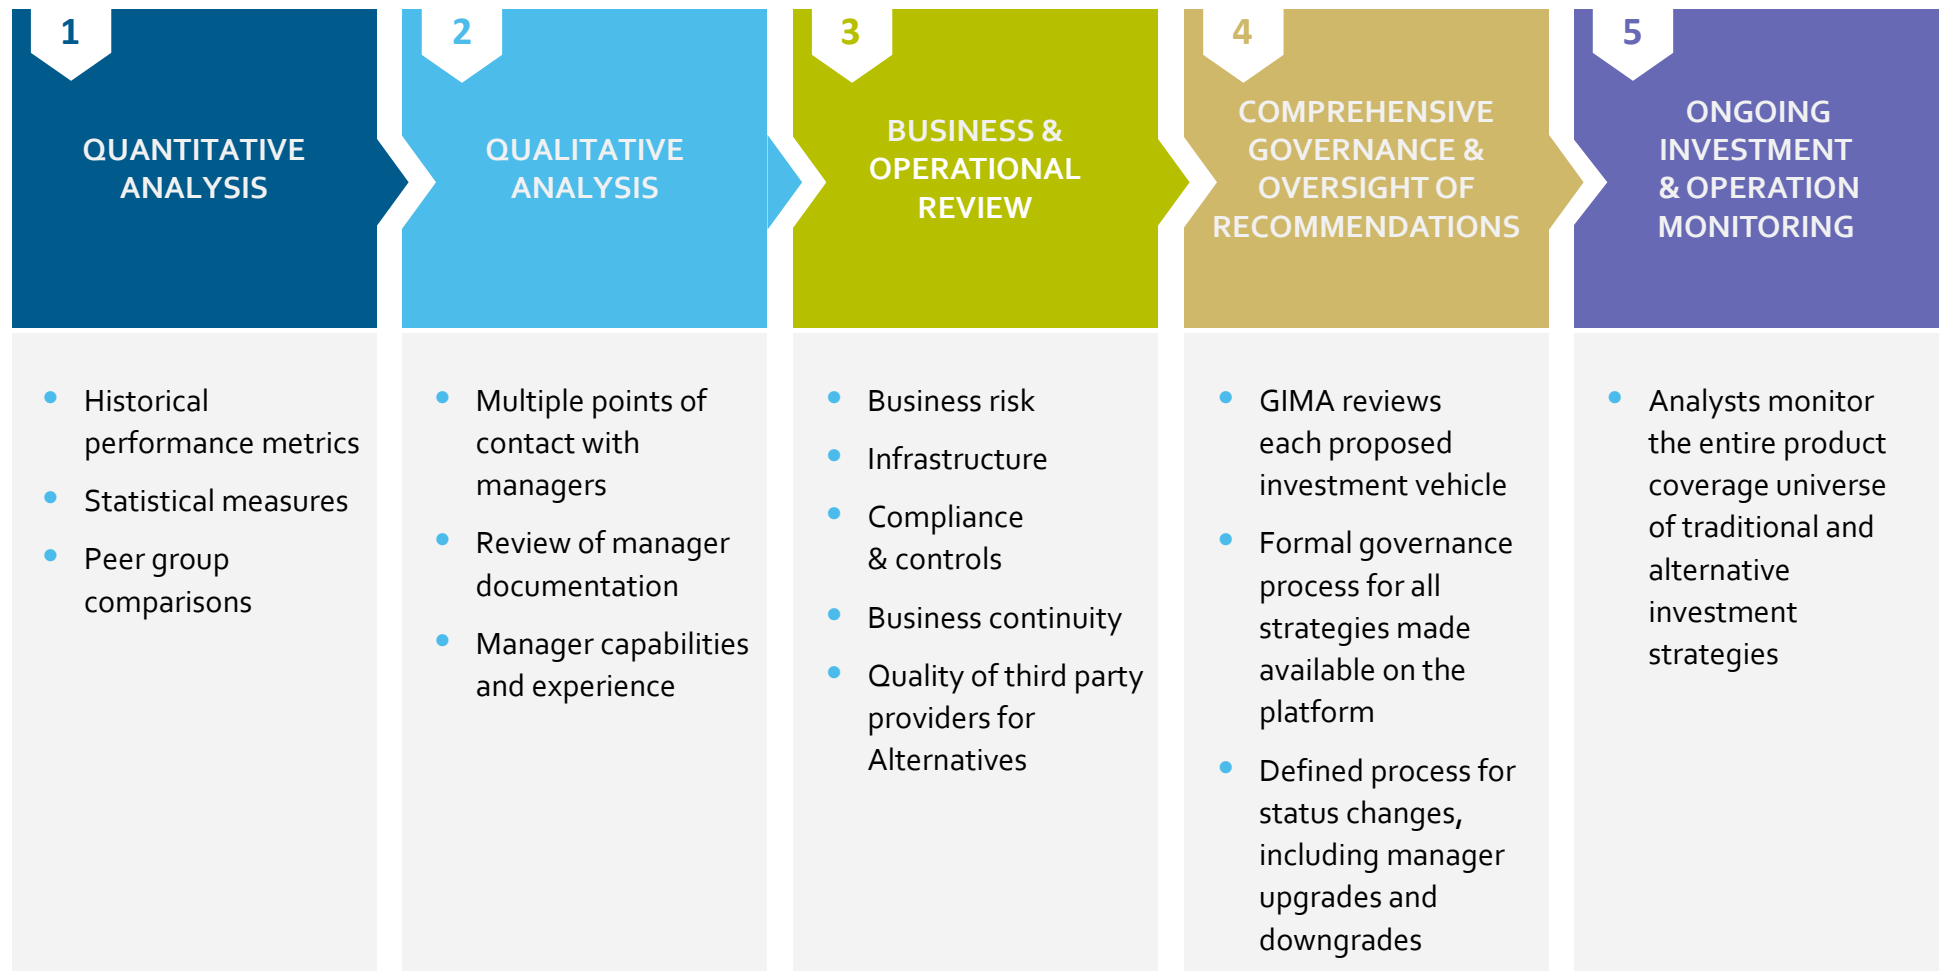 1
QUANTITATIVE
ANALYSIS
• Historical
performance metrics
• Statistical measures
• Peer group
comparisons
2
QUALITATIVE
ANALYSIS
• Multiple points of
contact with
managers
• Review of manager
documentation
• Manager capabilities
and experience
3
BUSINESS &
OPERATIONAL
REVIEW
• Business risk
• Infrastructure
• Compliance
& controls
• Business continuity
• Quality of third party
providers for
Alternatives
4
COMPREHENSIVE
GOVERNANCE &
OVERSIGHT OF
RECOMMENDATIONS
• GIMA reviews
each proposed
investment vehicle
• Formal governance
process for all
strategies made
available on the
platform
• Defined process for
status changes,
including manager
upgrades and
downgrades
5
ONGOING
INVESTMENT
& OPERATION
MONITORING
• Analysts monitor
the entire product
coverage universe
of traditional and
alternative
investment
strategies